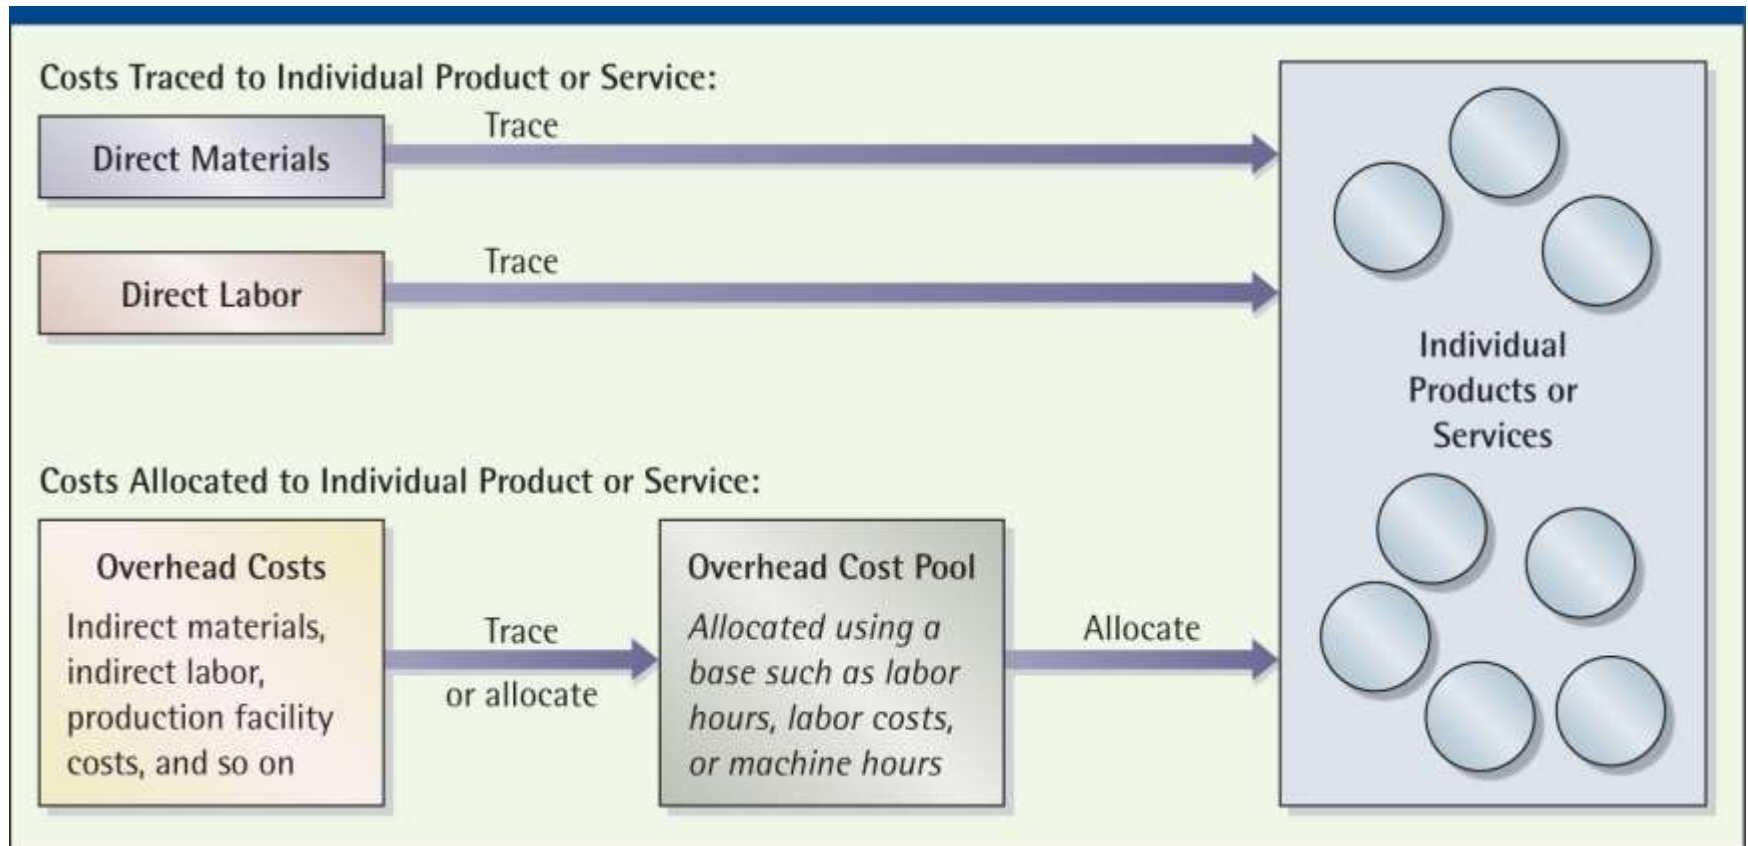 Costs Traced to Individual Product or Service:
Trace
Direct Materials
Trace
Direct Labor
Individual
Products or
Services
Costs Allocated to Individual Product or Service:
Overhead Costs
Indirect materials,
indirect labor,
production facility
costs, and so on
Trace
or allocate
Overhead Cost Pool
Allocated using a
base such as labor
hours, labor costs,
or machine hours
Allocate